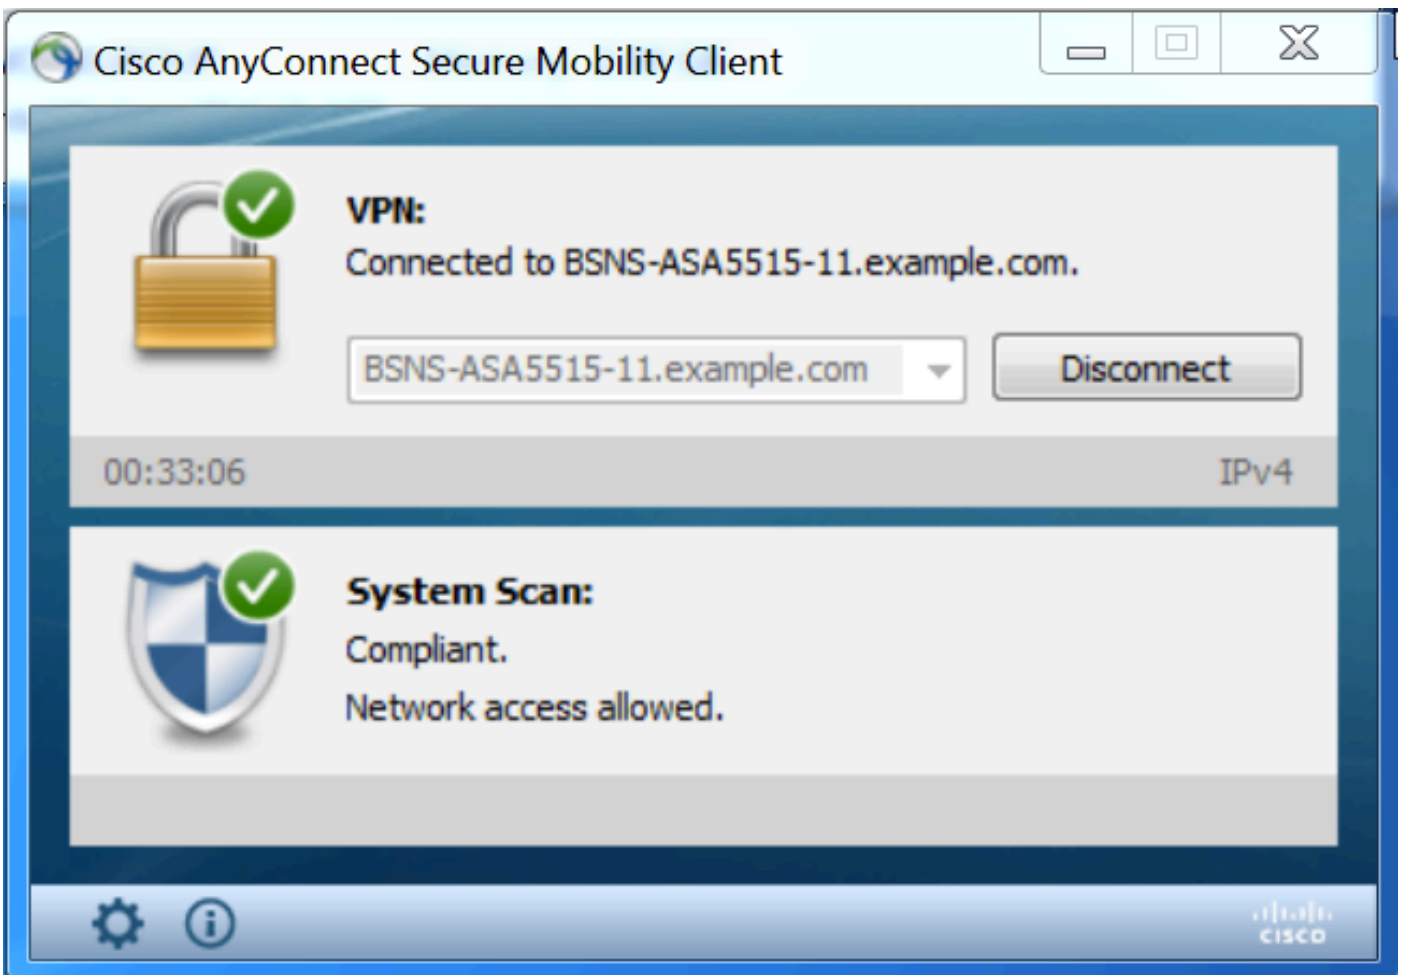 Cisco AnyConnect Secure Mobility Client
VPN:
Connected to BSNS-ASA5515-11.example.com.
BSNS-ASA5515-11.example.com
Disconnect
00:33:06
IPv4
System Scan:
Compliant.
Network access allowed.
CISCO